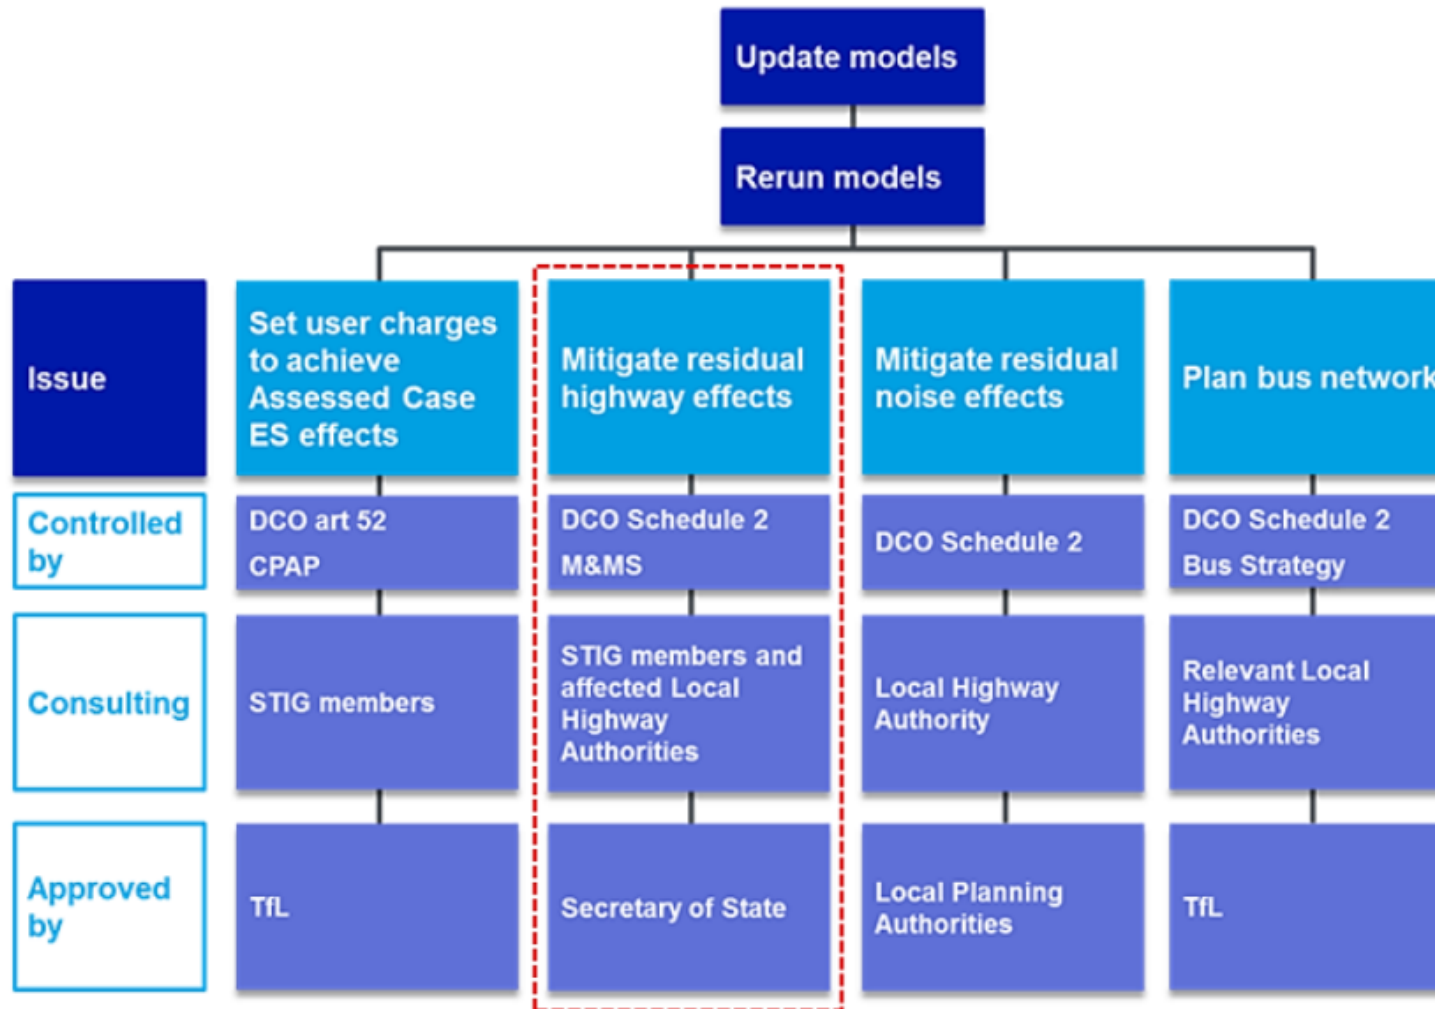 Update models
Rerun models
Issue
Set user charges
to achieve
Assessed Case
ES effects
Mitigate residual
highway effects
Mitigate residual
noise effects
Plan bus network
Controlled
by
DCO art 52
CPAP
DCO Schedule 2
M&MS
DCO Schedule 2
DCO Schedule 2
Bus Strategy
Consulting
STIG members
STIG members and
affected Local
Highway
Authorities
Local Highway
Authority
Relevant Local
Highway
Authorities
Approved
by
TfL
Secretary of State
Local Planning
Authorities
TfL